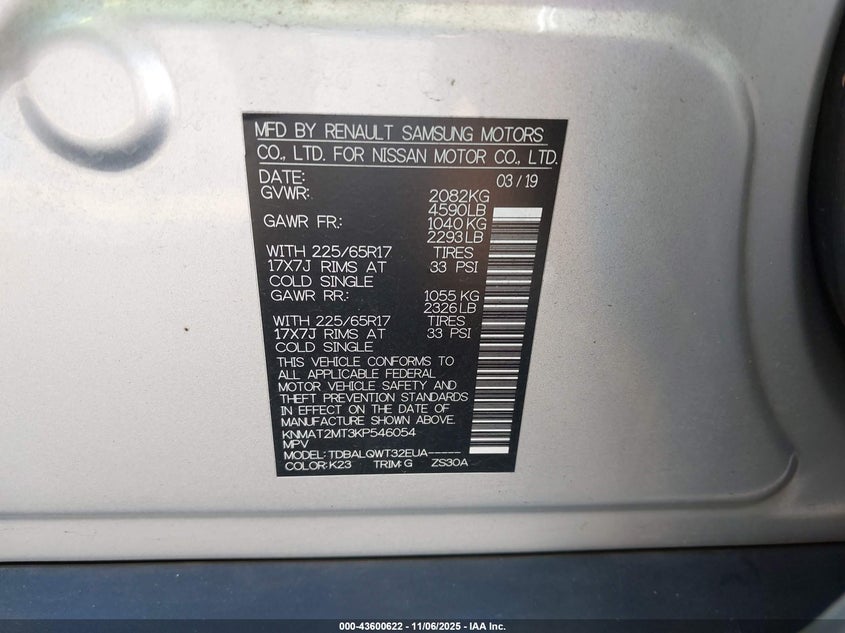 MFD BY RENAULT SAMSUNG MOTORS
CO., LTD. FOR NISSAN MOTOR CO., LTD.
DATE: 03/19
GVWR: 2082KG
4590LB
GAWR FR.: 1040KG
2293LB
WITH 225/65R17 TIRES
17X7J RIMS AT 33 PSI
COLD SINGLE
GAWR RR.: 1055 KG
2326LB
WITH 225/65R17 TIRES
17X7J RIMS AT 33 PSI
COLD SINGLE
THIS VEHICLE CONFORMS TO
ALL APPLICABLE FEDERAL
MOTOR VEHICLE SAFETY AND
THEFT PREVENTION STANDARDS
IN EFFECT ON THE DATE OF
MANUFACTURE SHOWN ABOVE.
KNMAT2MT3KP546054
MPV
MODEL: TDBALQWT32EUA-----
COLOR: K23 TRIM: G ZS30A
000-43600622 - 11/06/2025 - IAA Inc.